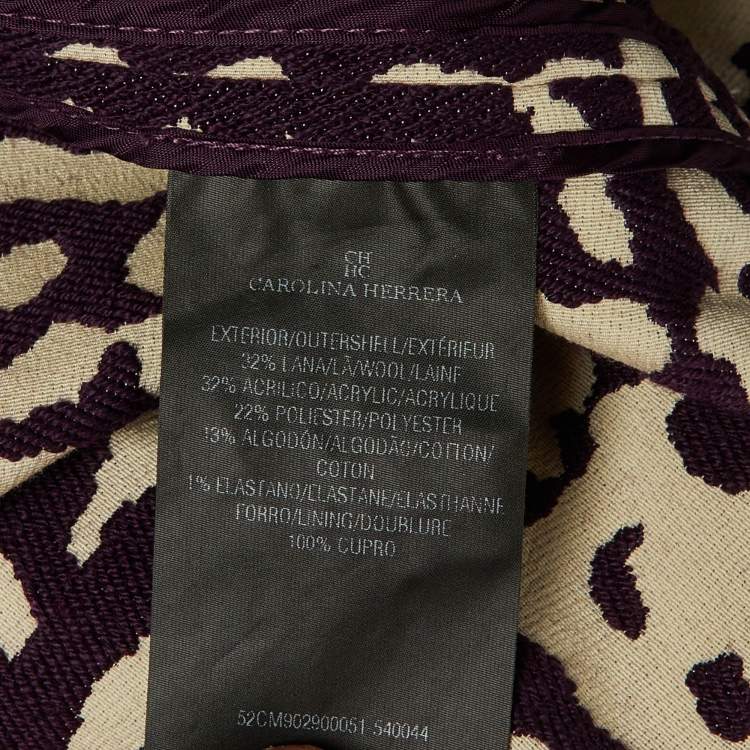 CH
HC
CAROLINA HERRERA
EXTERIOR/OUTERSHELL/EXTÉRIEUR
32% LANA/LÃ/WOOL/LAINE
32% ACRILICO/ACRYLIC/ACRYLIQUE
22% POLIESTER/POLYESTER
13% ALGODÓN/ALGODÃO/COTTON/
COTON
1% ELASTANO/ELASTANE/ELASTHANNE
FORRO/LINING/DOUBLURE
100% CUPRO
52CM902900051-540044